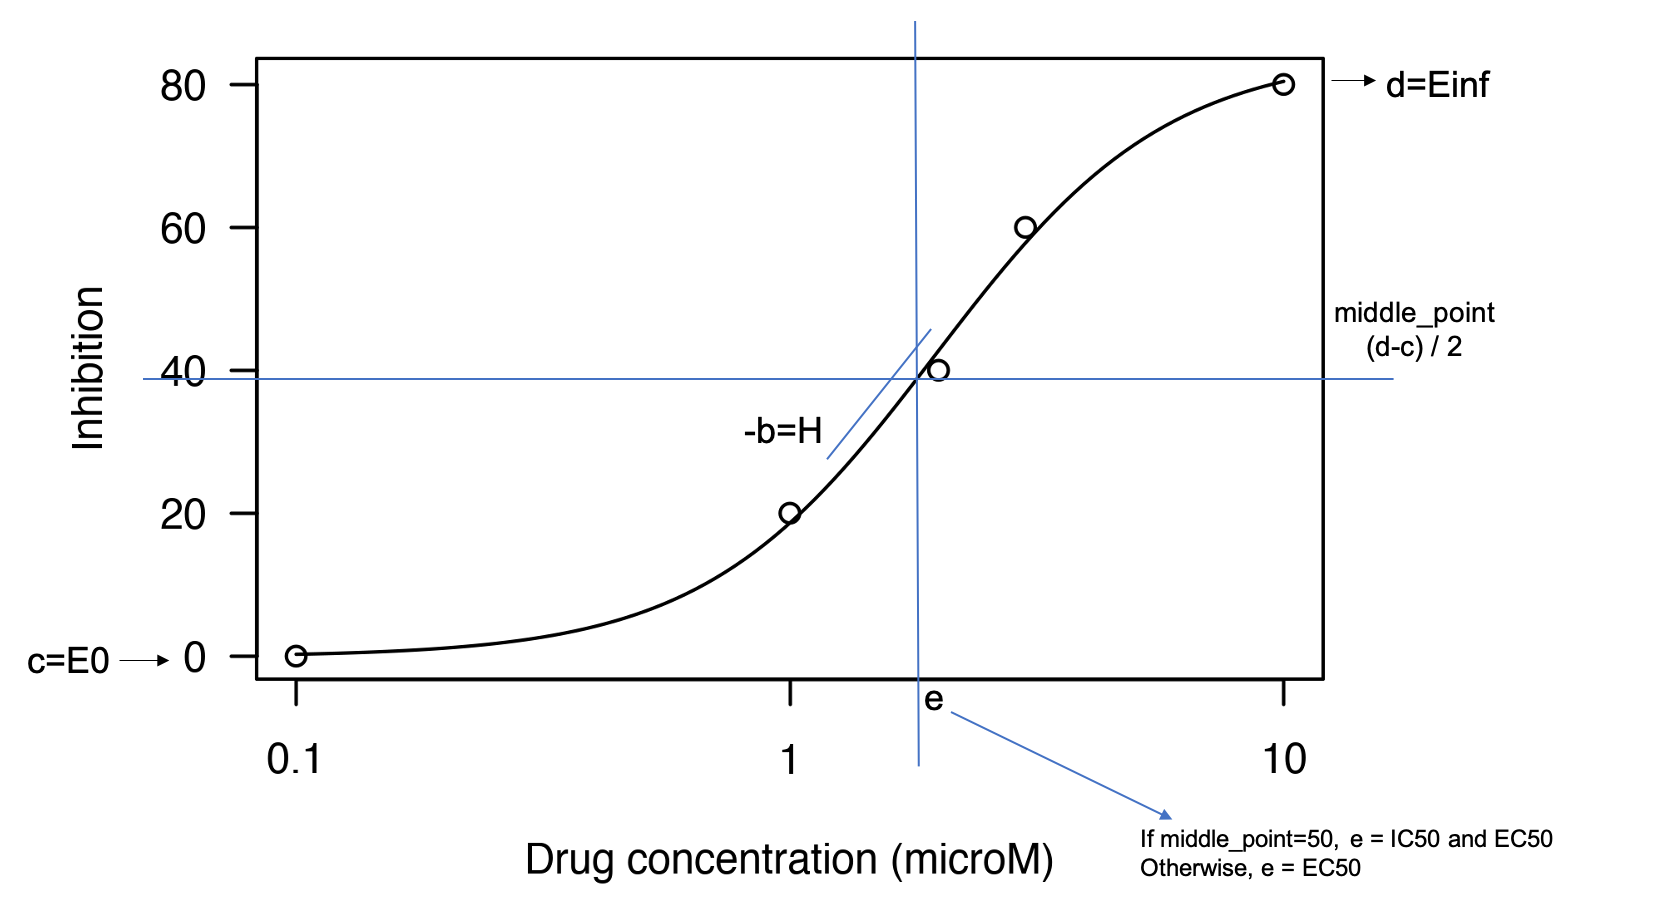 80
d=Einf
60
middle_point
(d-c) / 2
40
Inhibition
-b=H
20
c=E0
0
e
0.1
1
10
If middle_point=50, e = IC50 and EC50
Otherwise, e = EC50
Drug concentration (microM)